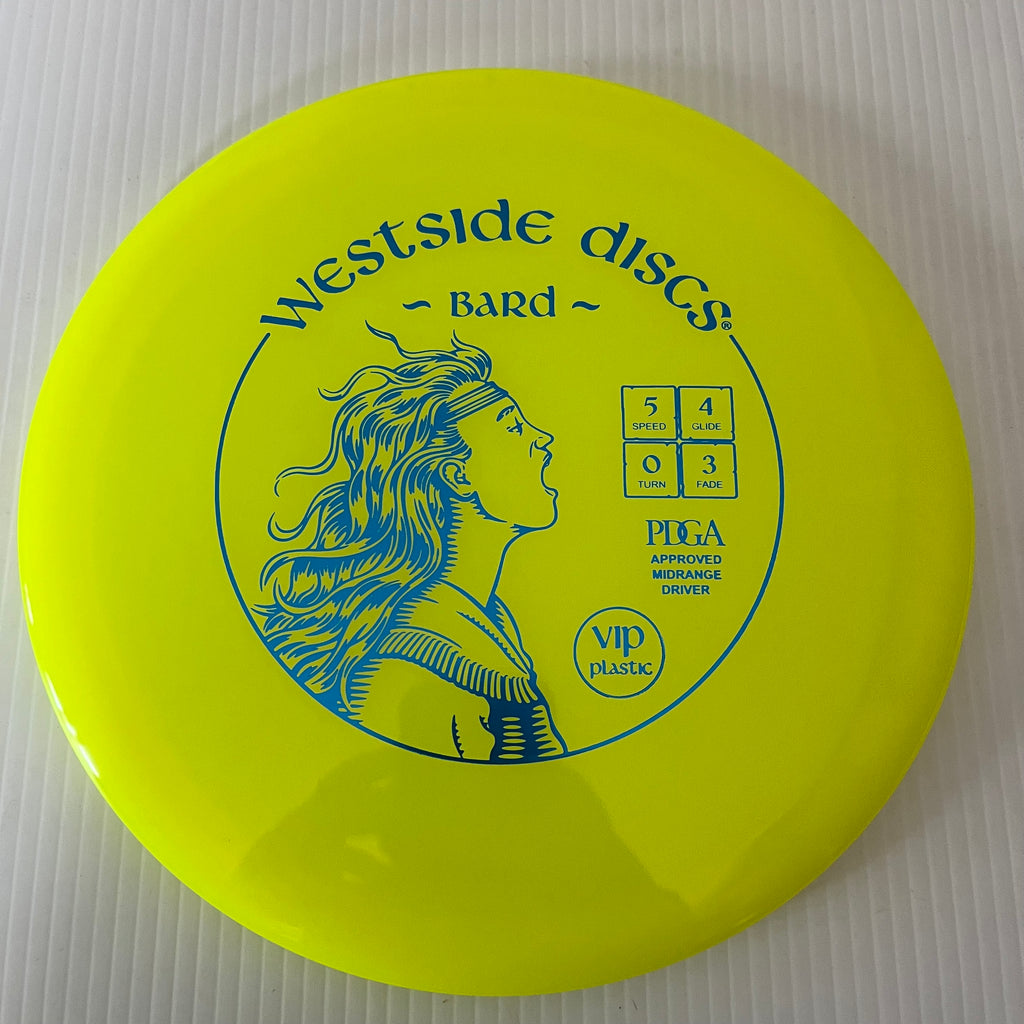 Westside discs®
~ Bard ~
5 4
SPEED GLIDE
0 3
TURN FADE
PDGA
APPROVED
MIDRANGE
DRIVER
VIP
plastic